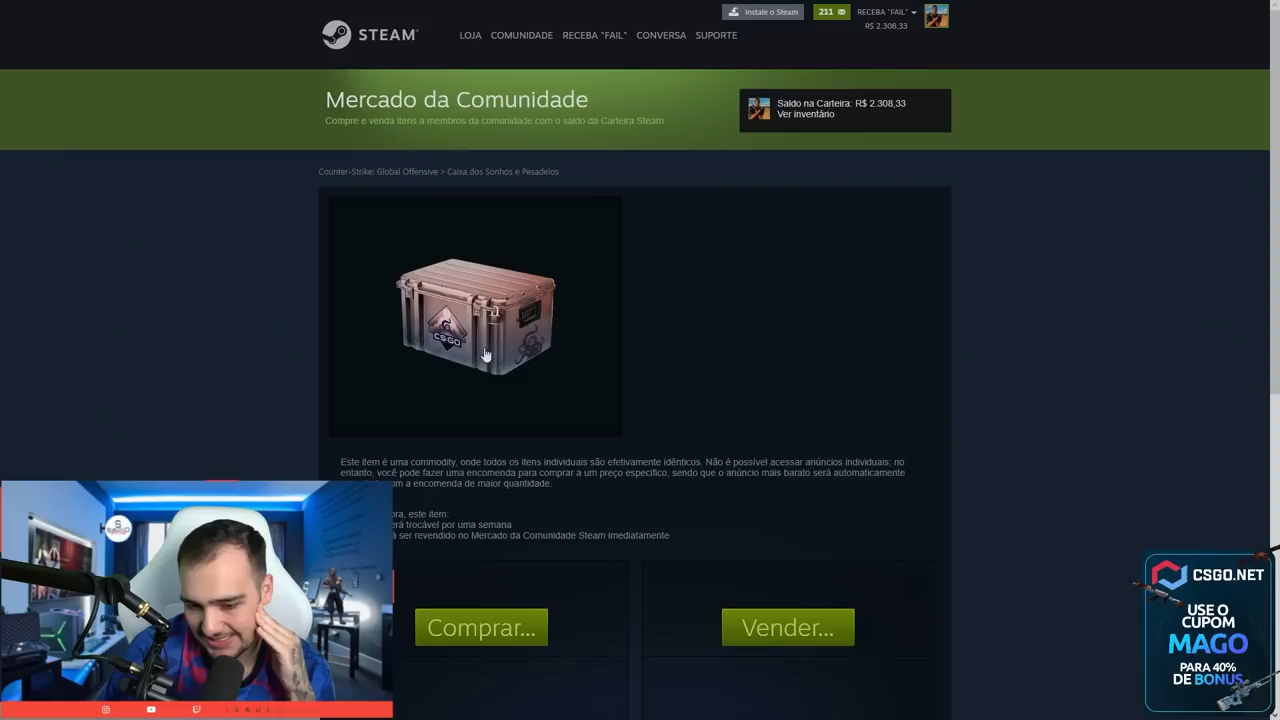 Instale o Steam
211
RECEBA "FAIL"
R$ 2.308,33
STEAM
LOJA COMUNIDADE RECEBA "FAIL" CONVERSA SUPORTE
Mercado da Comunidade
Compre e venda itens a membros da comunidade com o saldo da Carteira Steam.
Saldo na Carteira: R$ 2.308,33
Ver inventário
Counter-Strike: Global Offensive > Caixa dos Sonhos e Pesadelos
CS:GO
Este item é uma commodity, onde todos os itens individuais são efetivamente idênticos. Não é possível acessar anúncios individuais; no
entanto, você pode fazer uma encomenda para comprar a um preço específico, sendo que o anúncio mais barato será automaticamente
com a encomenda de maior quantidade.
ora, este item:
erá trocável por uma semana
á ser revendido no Mercado da Comunidade Steam imediatamente
Comprar...
Vender...
CSGO.NET
USE O
CUPOM
MAGO
PARA 40%
DE BONUS